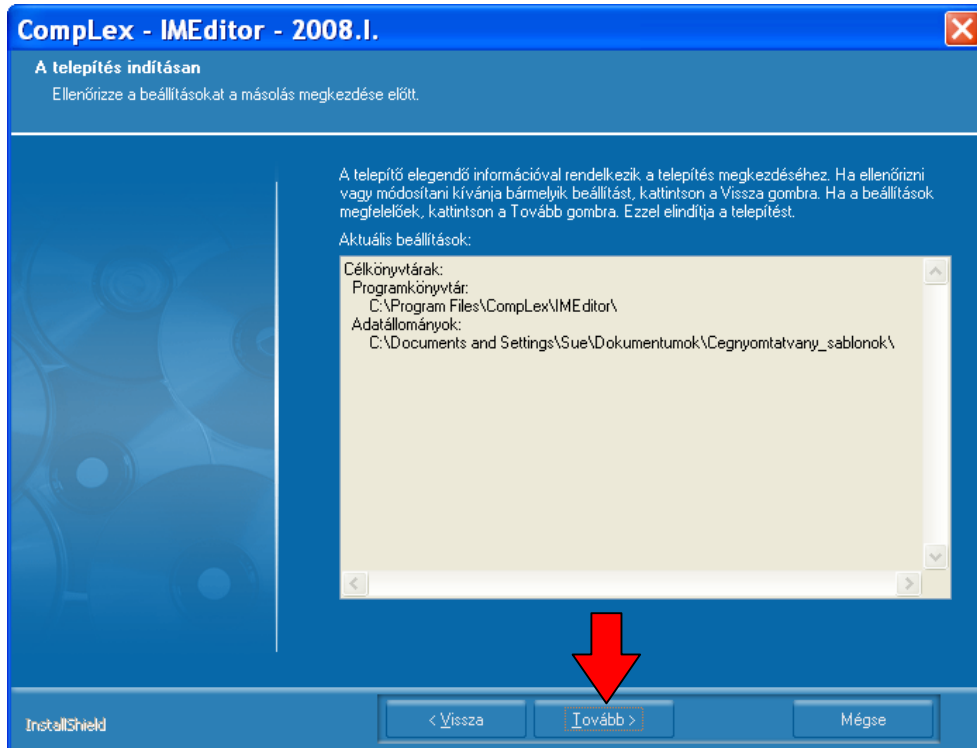 CompLex - IMEditor - 2008.I.
A telepítés indításan
Ellenőrizze a beállításokat a másolás megkezdése előtt.
A telepítő elegendő információval rendelkezik a telepítés megkezdéséhez. Ha ellenőrizni
vagy módosítani kívánja bármelyik beállítást, kattintson a Vissza gombra. Ha a beállítások
megfelelőek, kattintson a Tovább gombra. Ezzel elindítja a telepítést.
Aktuális beállítások:
Célkönyvtárak:
Programkönyvtár:
C:\Program Files\CompLex\IMEditor\
Adatállományok:
C:\Documents and Settings\Sue\Dokumentumok\Cegnyomtatvany_sablonok\
InstallShield
< Vissza
Tovább >
Mégse